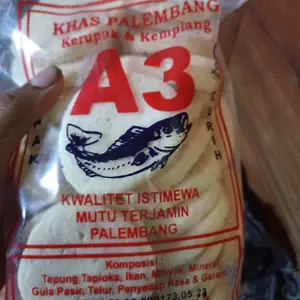 KHAS PALEMBANG
Kerupuk & Kemplang
A3
KWALITET ISTIMEWA
MUTU TERJAMIN
PALEMBANG
Komposisi :
Tepung Tapioka, Ikan, Minyak, Mineral,
Gula Pasir, Telur, Penyedap Rasa & Garam